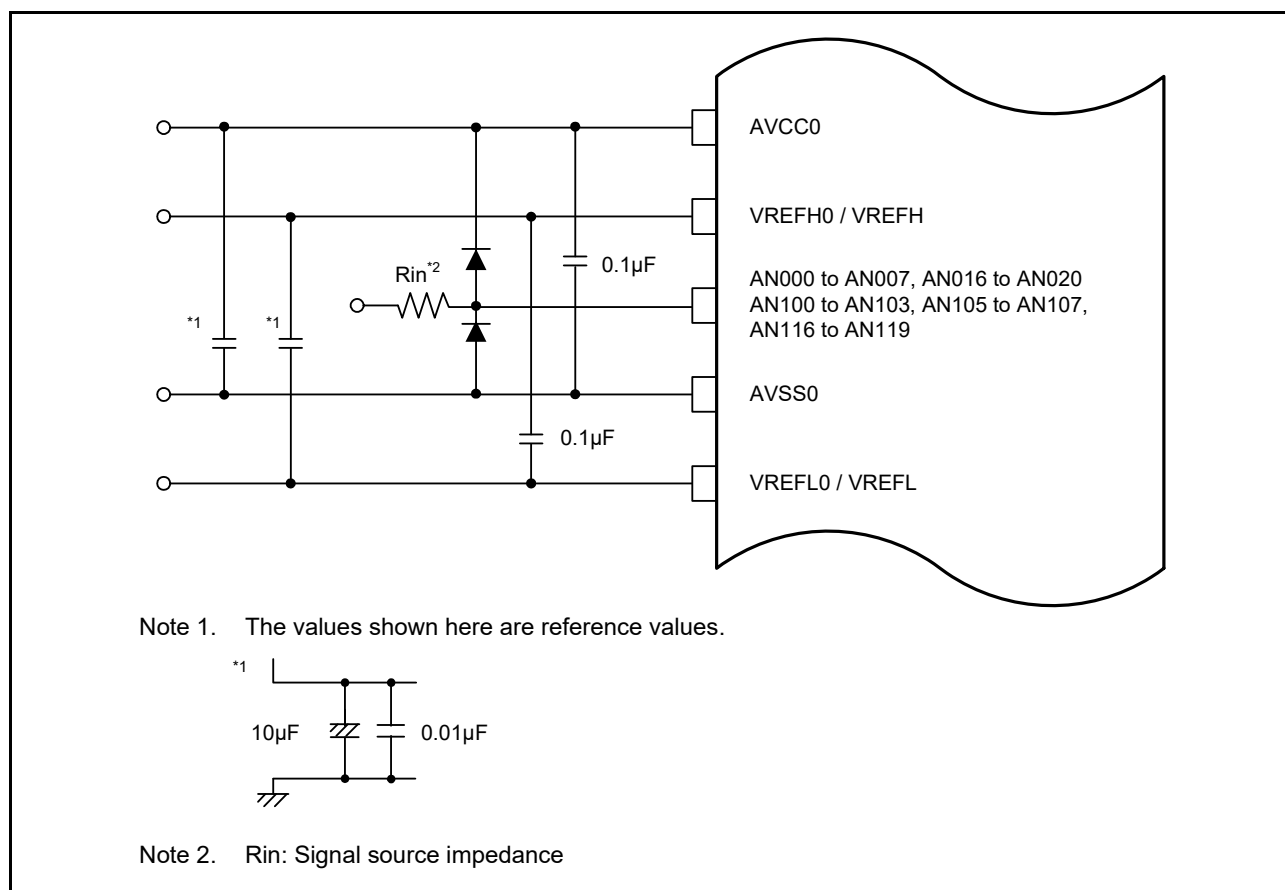 AVCC0
VREFH0 / VREFH
0.1µF
Rin*2
AN000 to AN007, AN016 to AN020
AN100 to AN103, AN105 to AN107,
AN116 to AN119
*1
*1
AVSS0
0.1µF
VREFL0 / VREFL
Note 1. The values shown here are reference values.
*1
10µF
0.01µF
Note 2. Rin: Signal source impedance